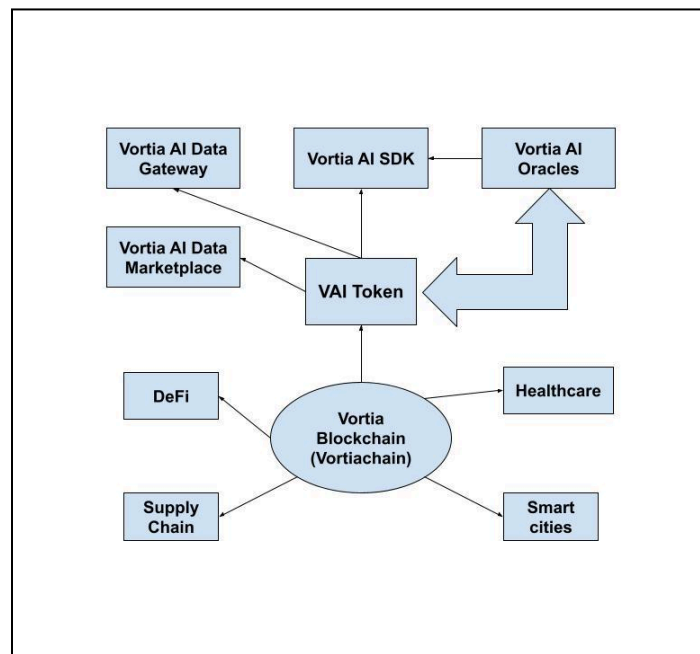 Vortia AI Data
Gateway
Vortia AI SDK
Vortia AI
Oracles
Vortia AI Data
Marketplace
VAI Token
DeFi
Healthcare
Vortia
Blockchain
(Vortiachain)
Supply
Chain
Smart
cities